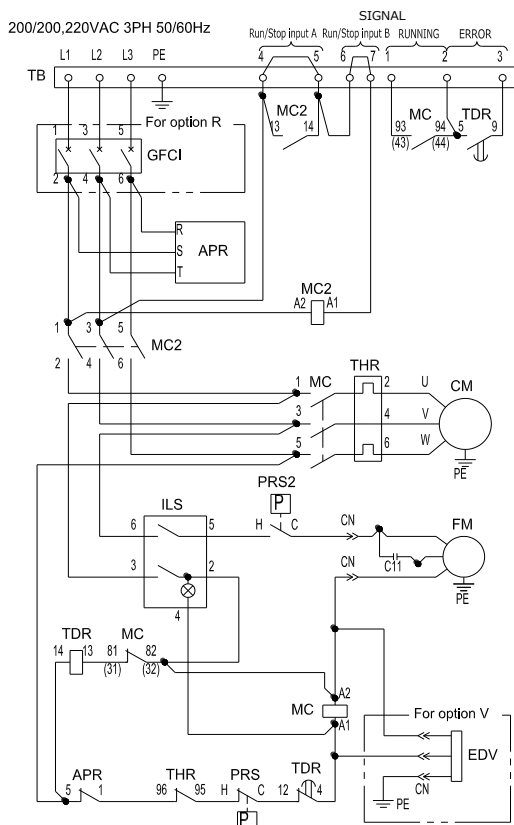 200/200,220VAC 3PH 50/60Hz
SIGNAL
Run/Stop input A Run/Stop input B RUNNING ERROR
L1 L2 L3 PE
4 5 6 7 1 2 3
TB
For option R
1 3 5
GFCI
2 4 6
MC2
13 14
MC TDR
93 94 5 9
(43) (44)
R
S APR
T
MC2
A2 A1
1 3 5
MC2
2 4 6
THR
1 MC 2 U CM
3 4 V
5 6 W
PE
PRS2
P
ILS
6 5 H C CN FM
C11
3 2 CN
PE
4
TDR MC
14 13 81 82
(31) (32)
A2
MC
A1
For option V
EDV
CN
PE
APR THR PRS TDR
5 1 96 95 H C 12 4
P